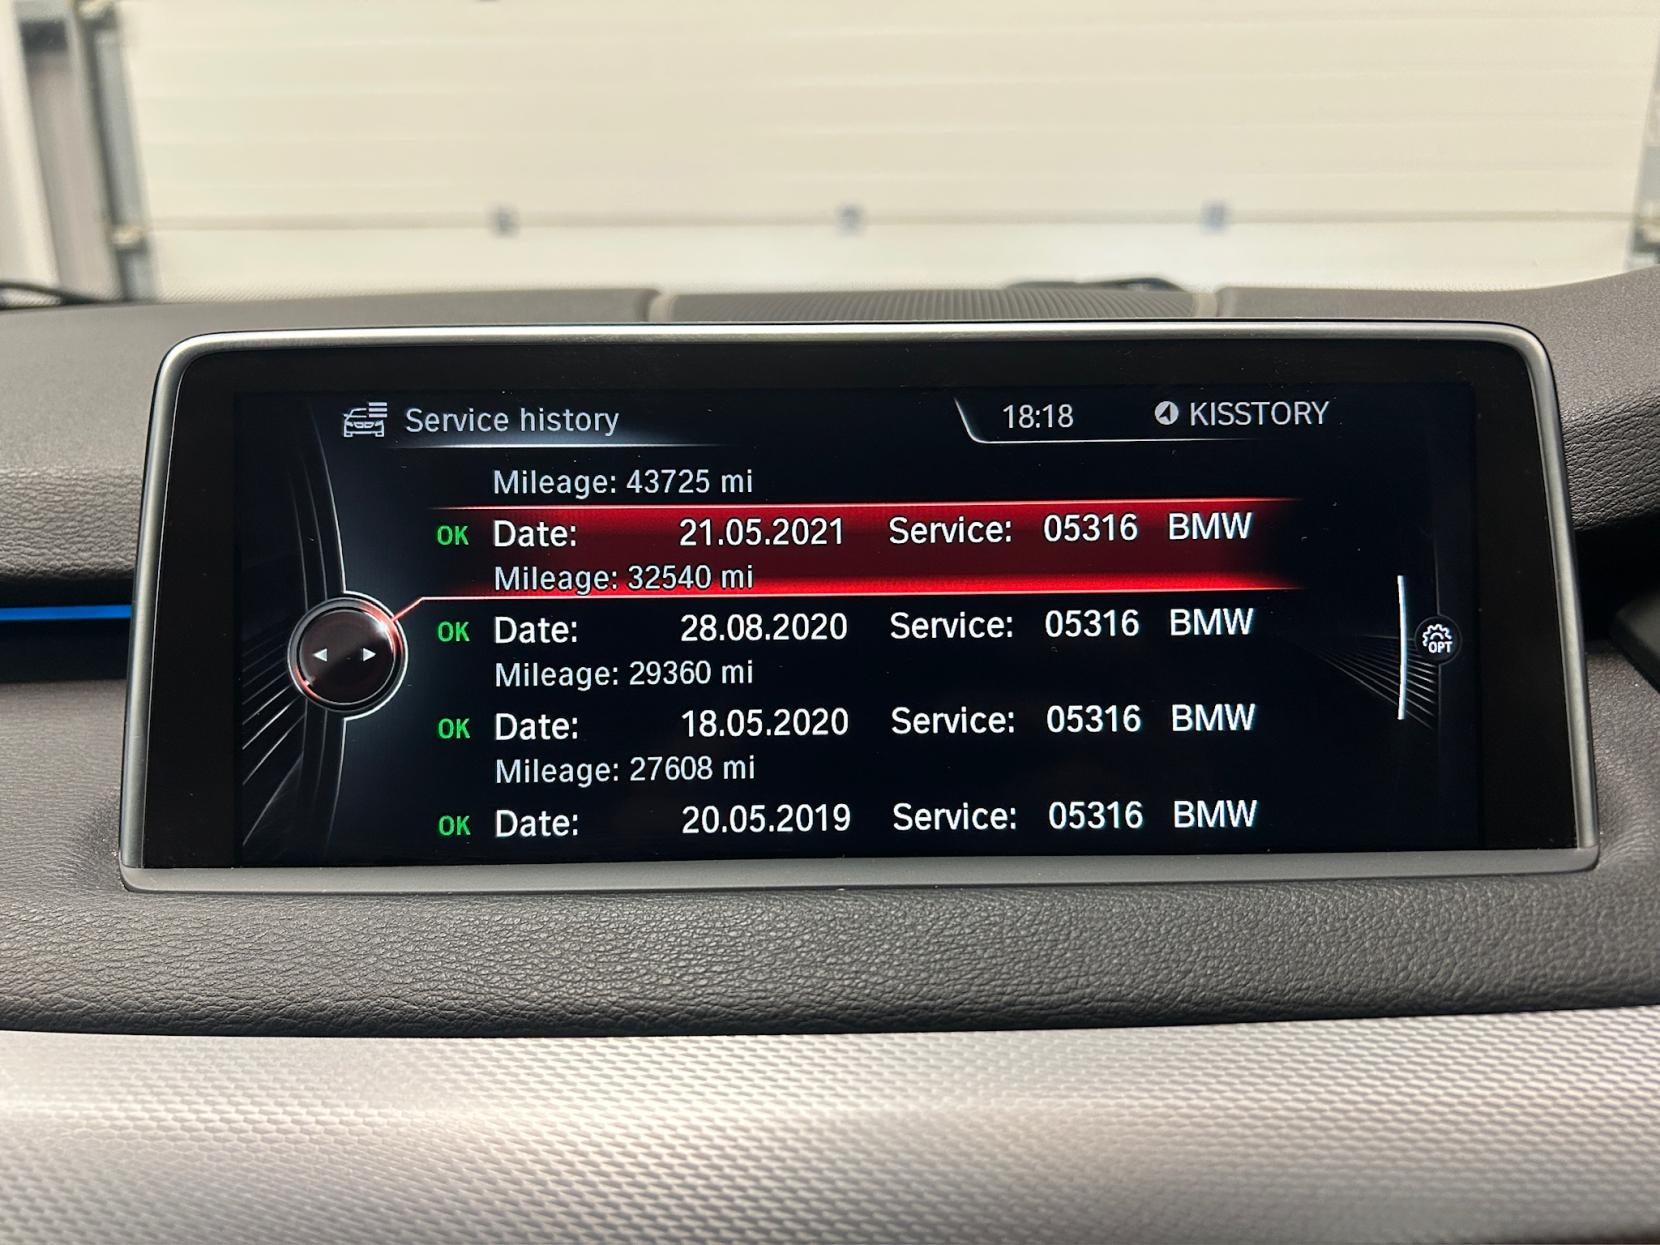 Service history 18:18 KISSTORY
Mileage: 43725 mi
OK Date: 21.05.2021 Service: 05316 BMW
Mileage: 32540 mi
OK Date: 28.08.2020 Service: 05316 BMW
Mileage: 29360 mi
OPT
OK Date: 18.05.2020 Service: 05316 BMW
Mileage: 27608 mi
OK Date: 20.05.2019 Service: 05316 BMW